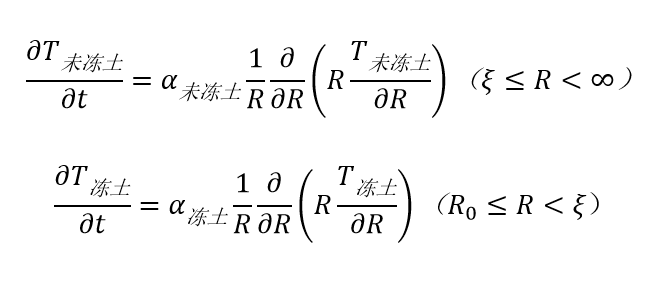 ∂T未冻土/∂t = α未冻土 1/R ∂/∂R (R T未冻土/∂R) （ξ ≤ R < ∞）
∂T冻土/∂t = α冻土 1/R ∂/∂R (R T冻土/∂R) （R₀ ≤ R < ξ）